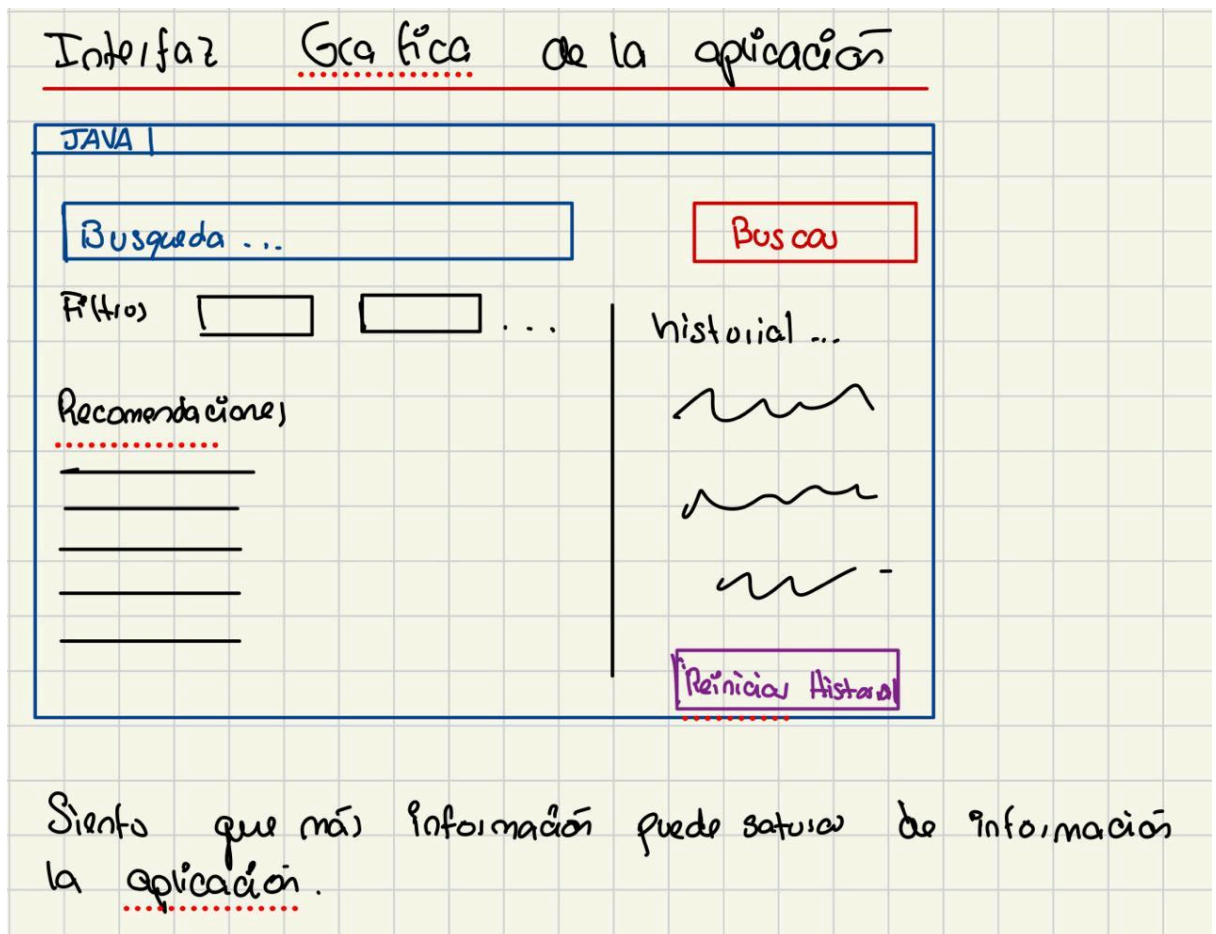 Interfaz Grafica de la aplicación
JAVA
Busqueda ...
Buscar
Filtros ...
historial ...
Recomendaciones
Reiniciar Historial
Siento que más información puede saturar de información
la aplicación.